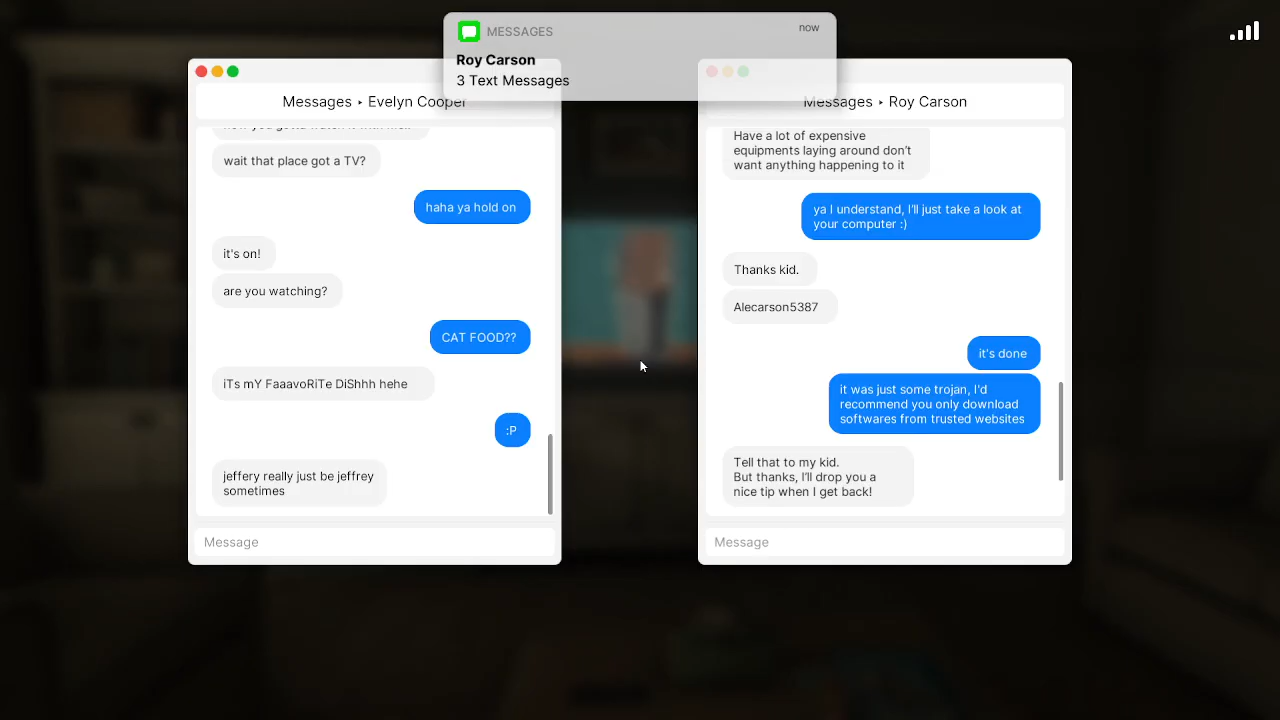 MESSAGES
now
Roy Carson
3 Text Messages
Messages ▸ Evelyn Cooper
wait that place got a TV?
haha ya hold on
it's on!
are you watching?
CAT FOOD??
iTs mY FaaavoRiTe DiShhh hehe
:P
jeffery really just be jeffrey
sometimes
Message
Messages ▸ Roy Carson
Have a lot of expensive
equipments laying around don't
want anything happening to it
ya I understand, I'll just take a look at
your computer :)
Thanks kid.
Alecarson5387
it's done
it was just some trojan, I'd
recommend you only download
softwares from trusted websites
Tell that to my kid.
But thanks, I'll drop you a
nice tip when I get back!
Message